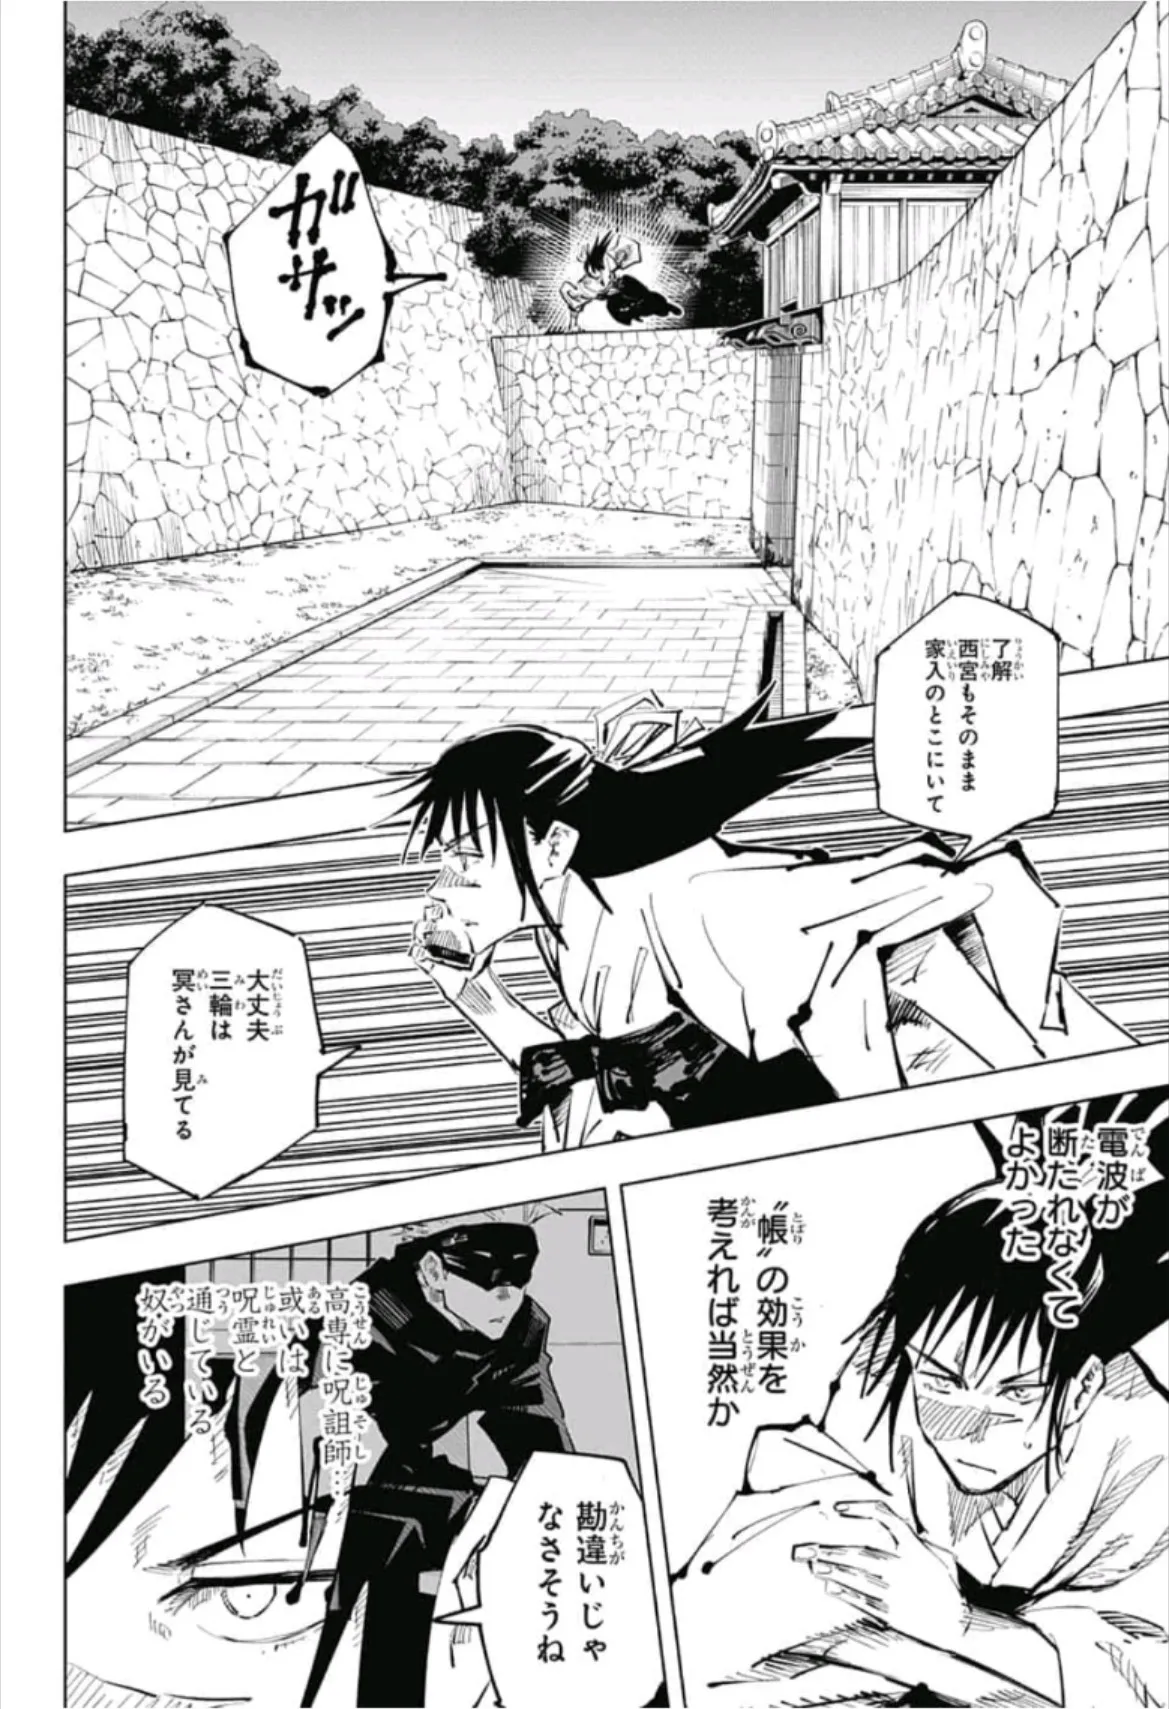 ガサッ
了解
西宮もそのまま
家入のとこにいて
大丈夫
三輪は
冥さんが見てる
電波が
断たれなくて
よかった
〝帳〟の効果を
考えれば当然か
勘違いじゃ
なさそうね
高専に呪詛師…
或いは
呪霊と
通じている
奴がいる